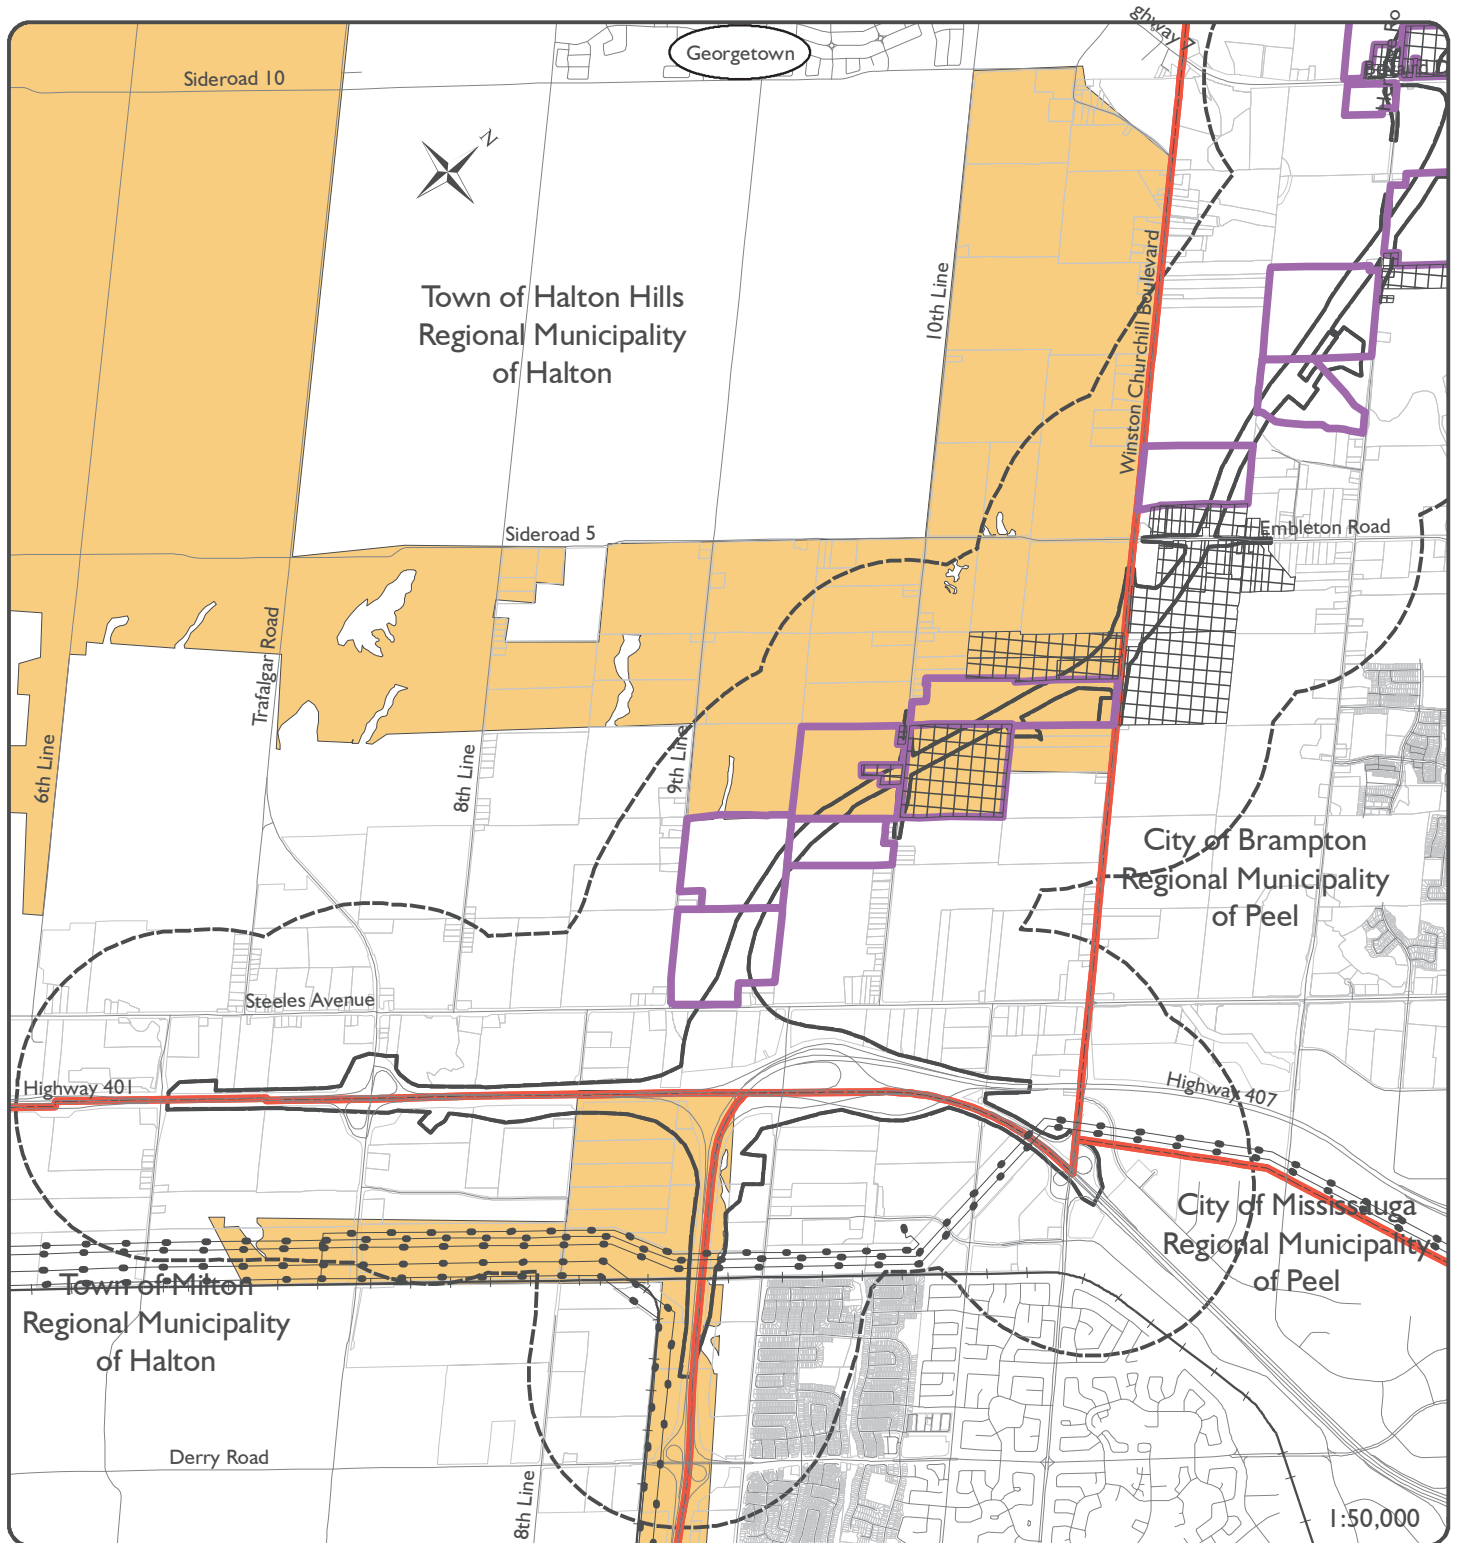 ghway 7
Georgetown
Sideroad 10
N
Town of Halton Hills
Regional Municipality
of Halton
10th Line
Winston Churchill Boulevard
Sideroad 5
Embleton Road
Trafalgar Road
6th Line
8th Line
9th Line
City of Brampton
Regional Municipality
of Peel
Steeles Avenue
Highway 401
Highway 407
City of Mississauga
Regional Municipality
of Peel
Town of Milton
Regional Municipality
of Halton
Derry Road
8th Line
1:50,000